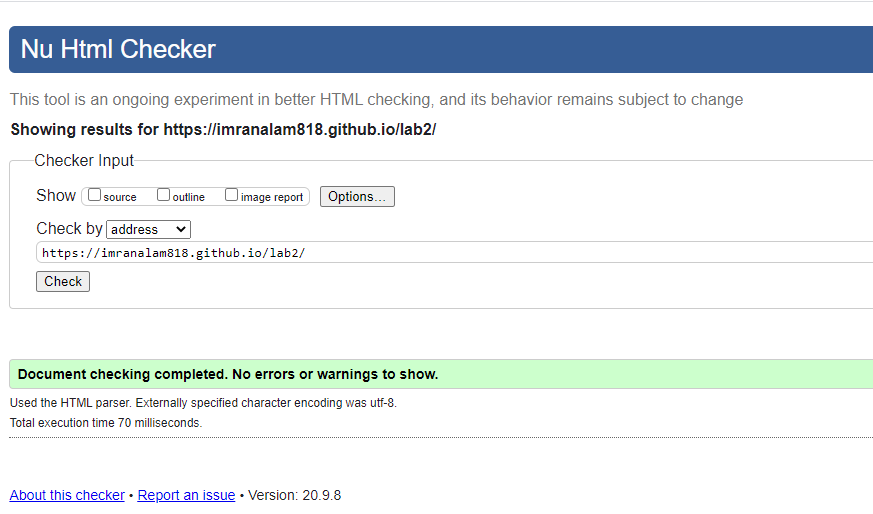 Nu Html Checker
This tool is an ongoing experiment in better HTML checking, and its behavior remains subject to change
Showing results for https://imranalam818.github.io/lab2/
Checker Input
Show source outline image report Options...
Check by address
https://imranalam818.github.io/lab2/
Check
Document checking completed. No errors or warnings to show.
Used the HTML parser. Externally specified character encoding was utf-8.
Total execution time 70 milliseconds.
About this checker • Report an issue • Version: 20.9.8